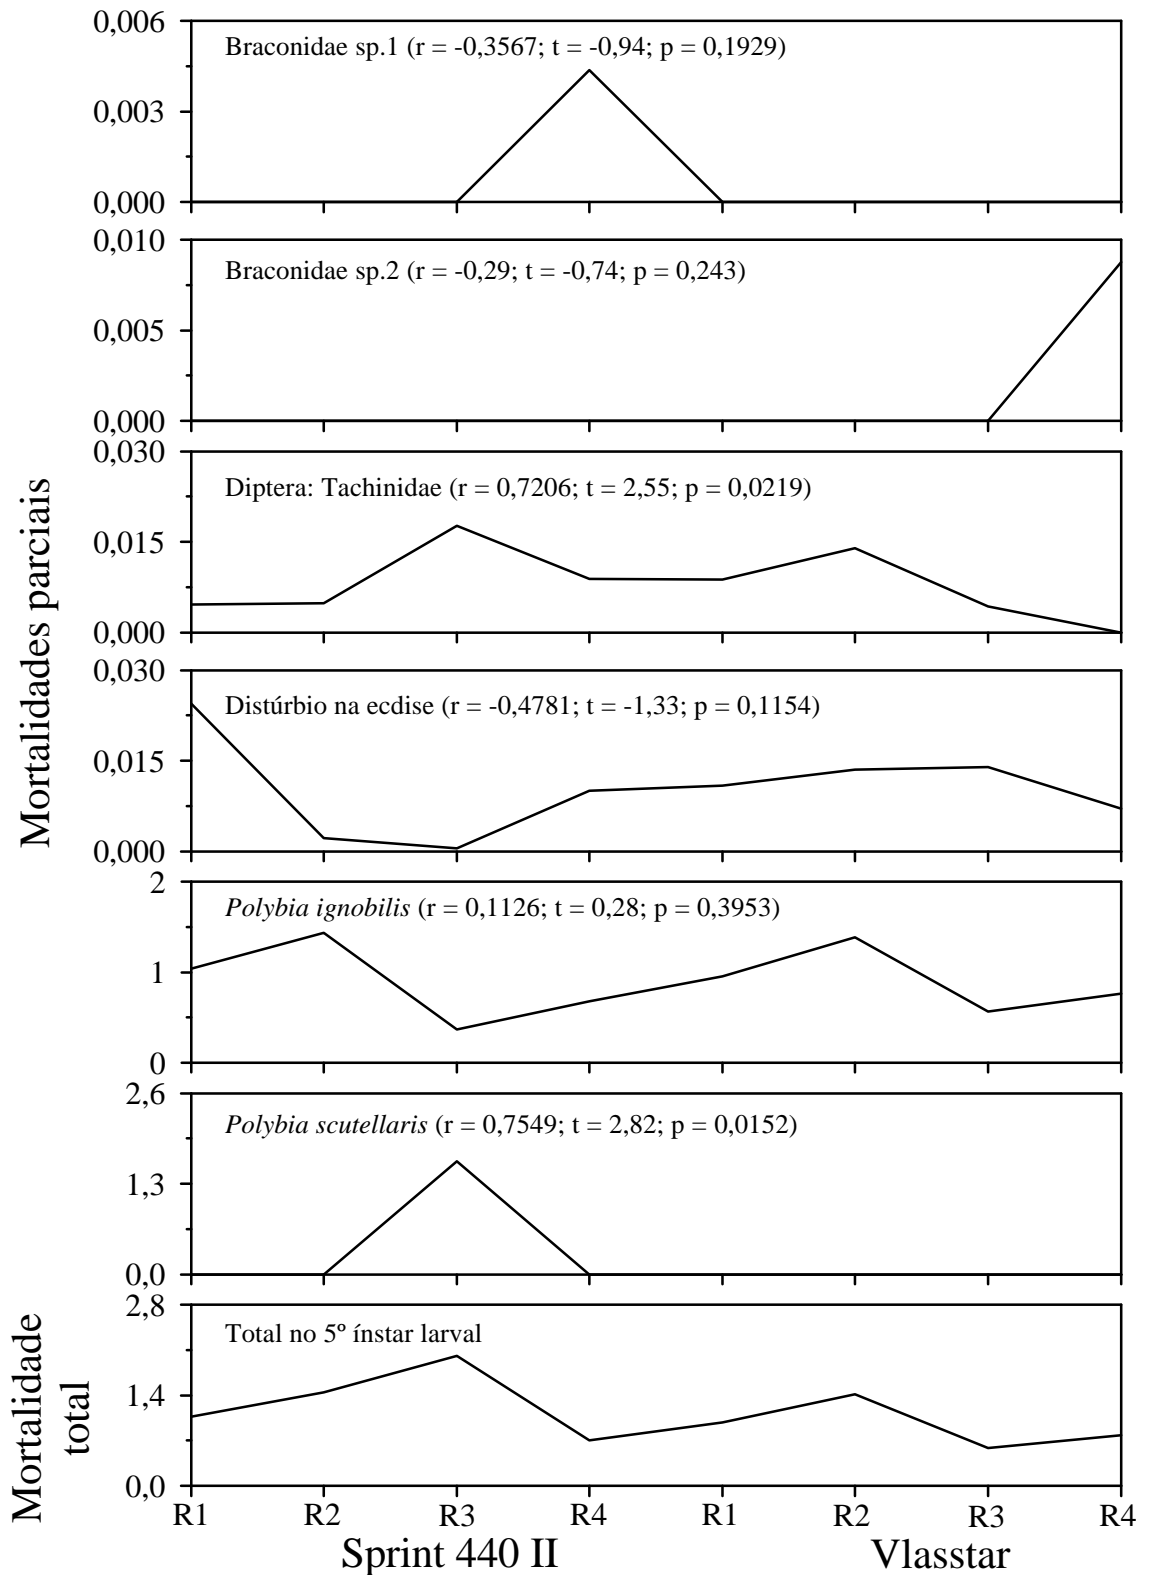 0,006
Braconidae sp.1 (r = -0,3567; t = -0,94; p = 0,1929)
0,003
0,000
0,010
Braconidae sp.2 (r = -0,29; t = -0,74; p = 0,243)
0,005
0,000
0,030
Diptera: Tachinidae (r = 0,7206; t = 2,55; p = 0,0219)
0,015
0,000
0,030
Distúrbio na ecdise (r = -0,4781; t = -1,33; p = 0,1154)
0,015
0,000
Mortalidades parciais
2
Polybia ignobilis (r = 0,1126; t = 0,28; p = 0,3953)
1
0
2,6
Polybia scutellaris (r = 0,7549; t = 2,82; p = 0,0152)
1,3
0,0
2,8
Total no 5º ínstar larval
1,4
0,0
Mortalidade
total
R1 R2 R3 R4 R1 R2 R3 R4
Sprint 440 II Vlasstar